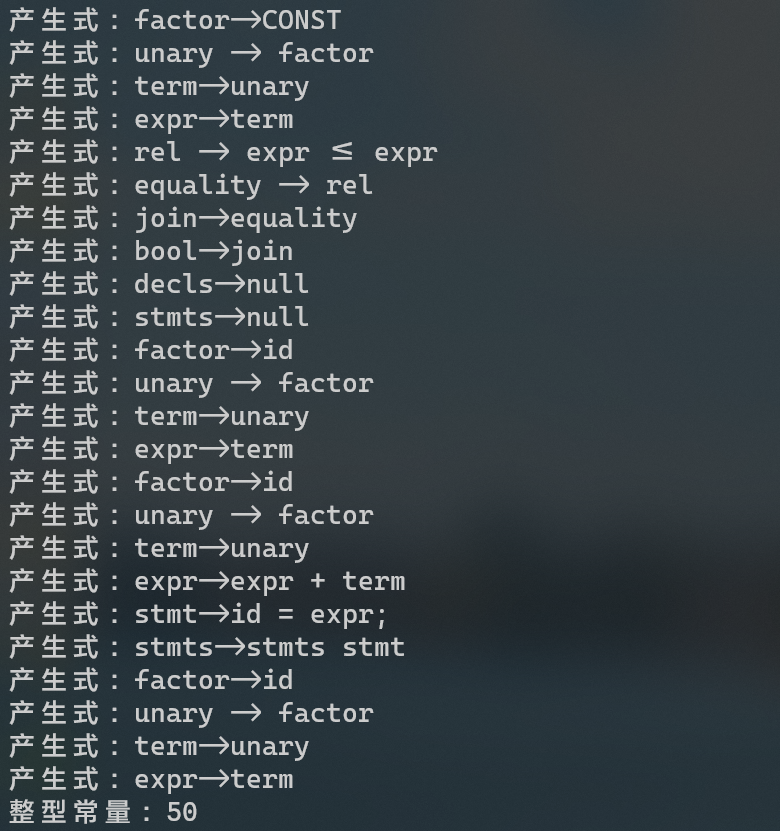 产生式：factor→CONST
产生式：unary → factor
产生式：term→unary
产生式：expr→term
产生式：rel → expr ≤ expr
产生式：equality → rel
产生式：join→equality
产生式：bool→join
产生式：decls→null
产生式：stmts→null
产生式：factor→id
产生式：unary → factor
产生式：term→unary
产生式：expr→term
产生式：factor→id
产生式：unary → factor
产生式：term→unary
产生式：expr→expr + term
产生式：stmt→id = expr;
产生式：stmts→stmts stmt
产生式：factor→id
产生式：unary → factor
产生式：term→unary
产生式：expr→term
整型常量：50